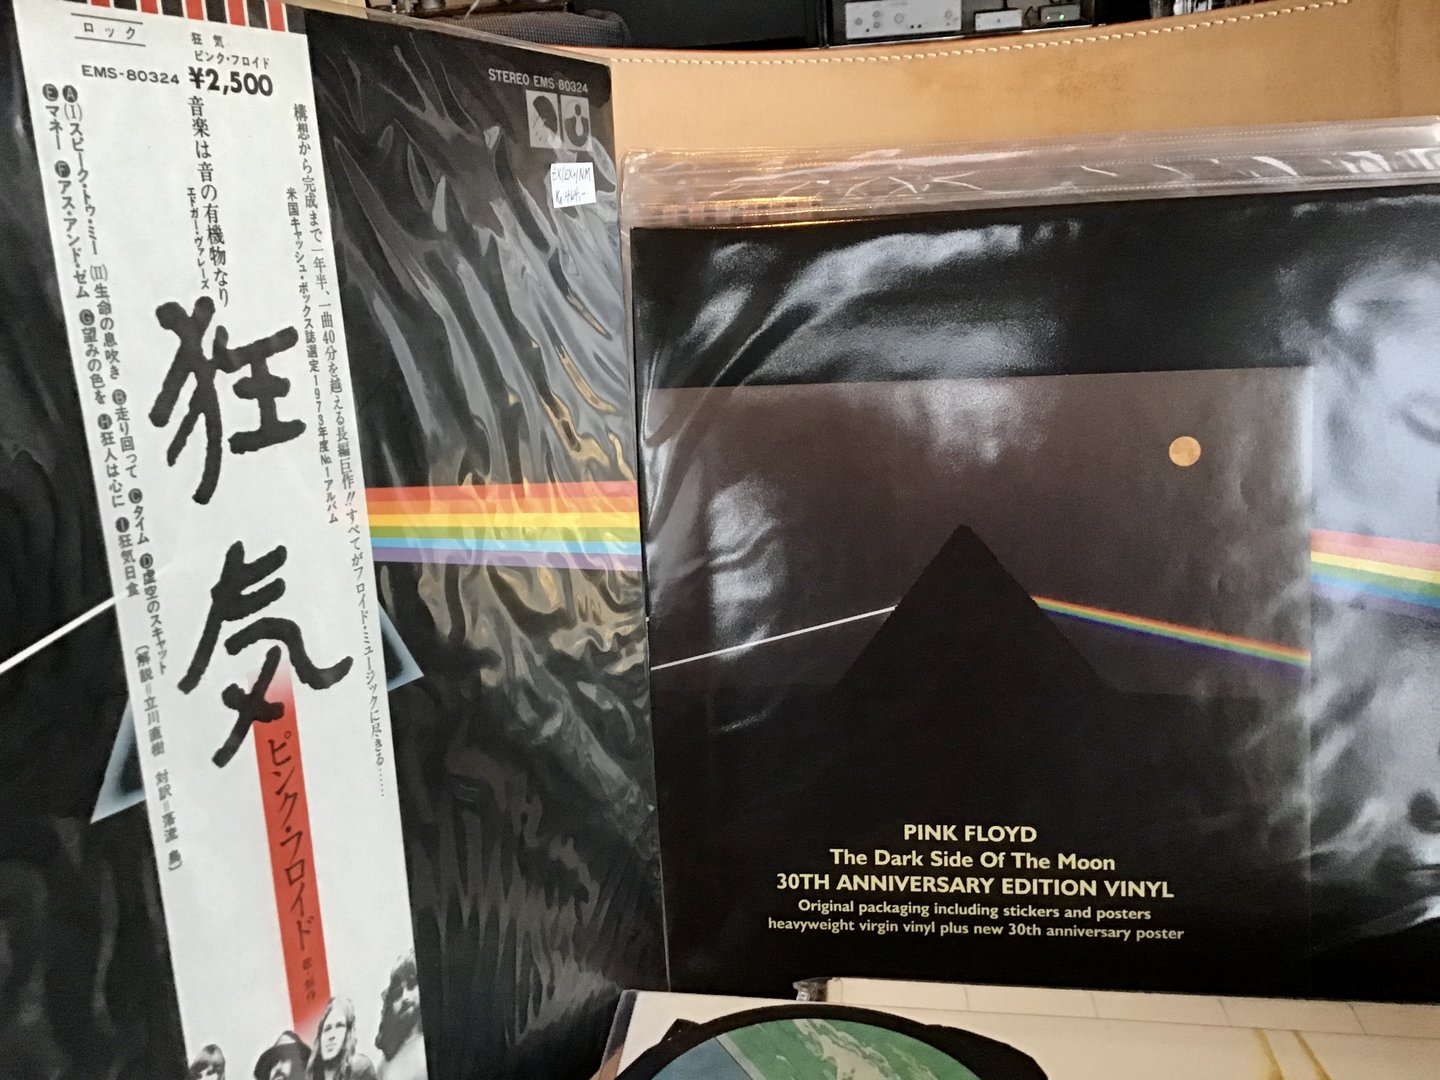 ロック
狂気
ピンク・フロイド
EMS-80324 ¥2,500
構想から完成まで一年半、一曲40分を越える長編巨作!!すべてがフロイド・ミュージックに尽きる……
米国キャッシュ・ボックス誌選定1973年度No.1アルバム
音楽は音の有機物なり
エドガー・ヴァレーズ
狂気
ピンク・フロイド
A(I)スピーク・トゥ・ミー (II)生命の息吹き B走り回って Cタイム D虚空のスキャット
Eマネー Fアス・アンド・ゼム G望みの色を H狂人は心に I狂気日食
〔解説=立川直樹 対訳=落流鳥〕
STEREO EMS-80324
EX/EX+/NM
PINK FLOYD
The Dark Side Of The Moon
30TH ANNIVERSARY EDITION VINYL
Original packaging including stickers and posters
heavyweight virgin vinyl plus new 30th anniversary poster